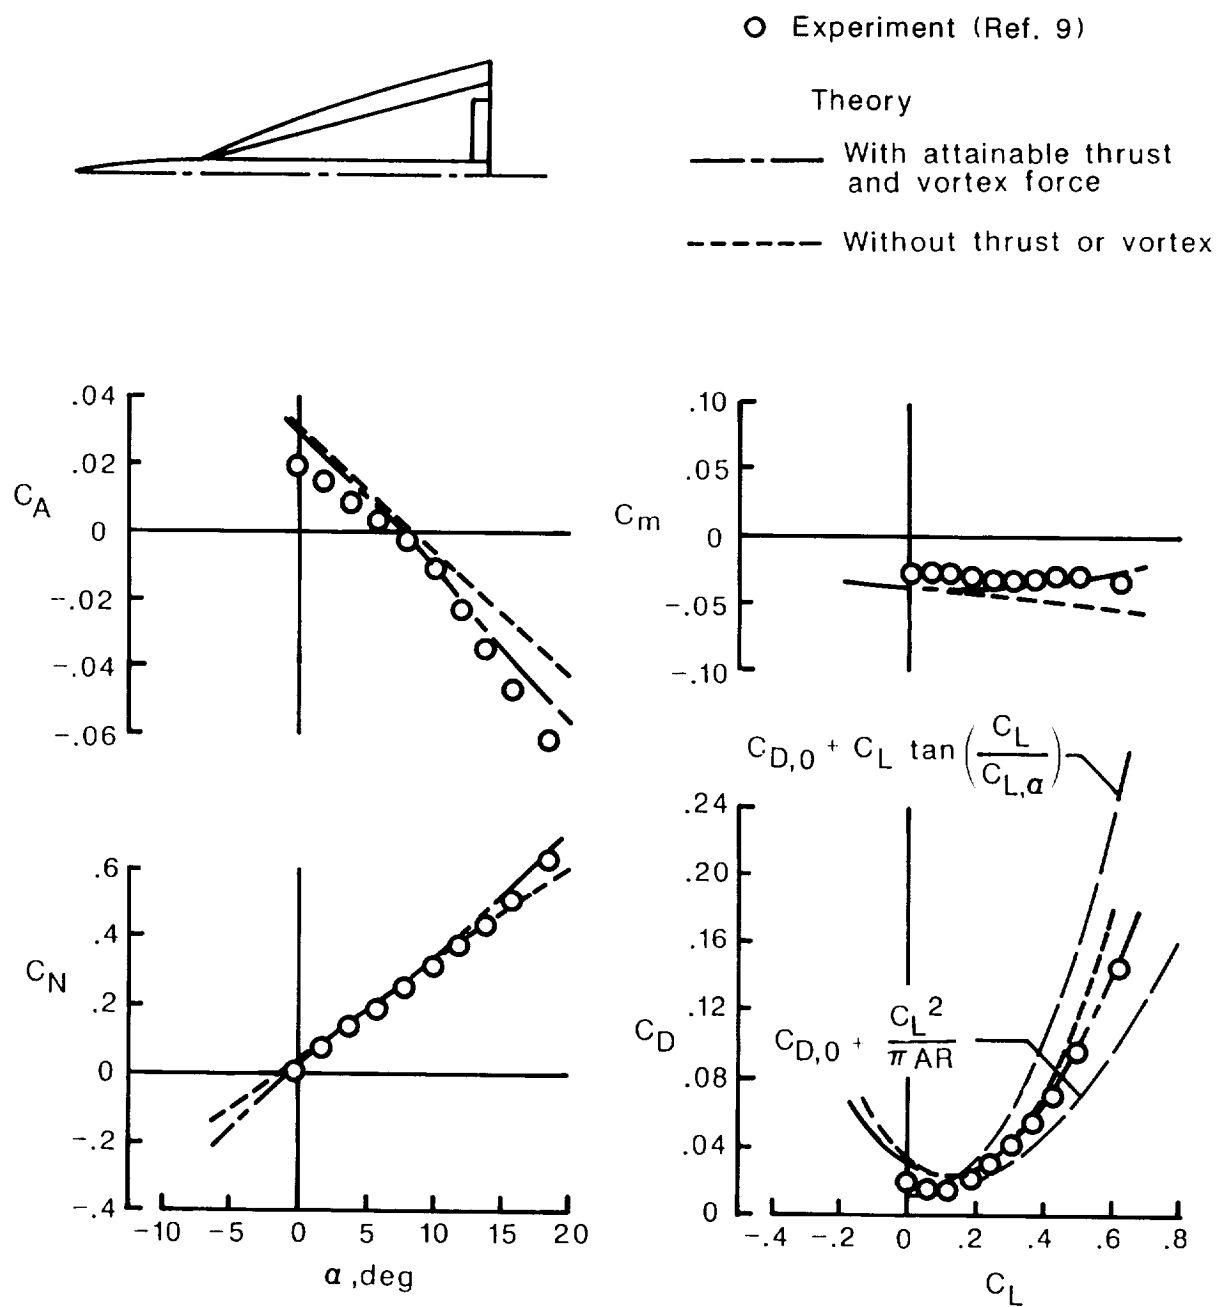 Experiment (Ref. 9)
Theory
With attainable thrust
and vortex force
Without thrust or vortex
.04
.02
0
-.02
-.04
-.06
C_A
.10
.05
0
-.05
-.10
C_m
.6
.4
.2
0
-.2
-.4
C_N
-10 -5 0 5 10 15 20
α, deg
C_D,0 + C_L tan (C_L / C_L,α)
.24
.20
.16
.12
.08
.04
0
C_D
C_D,0 + C_L^2 / π AR
-.4 -.2 0 .2 .4 .6 .8
C_L